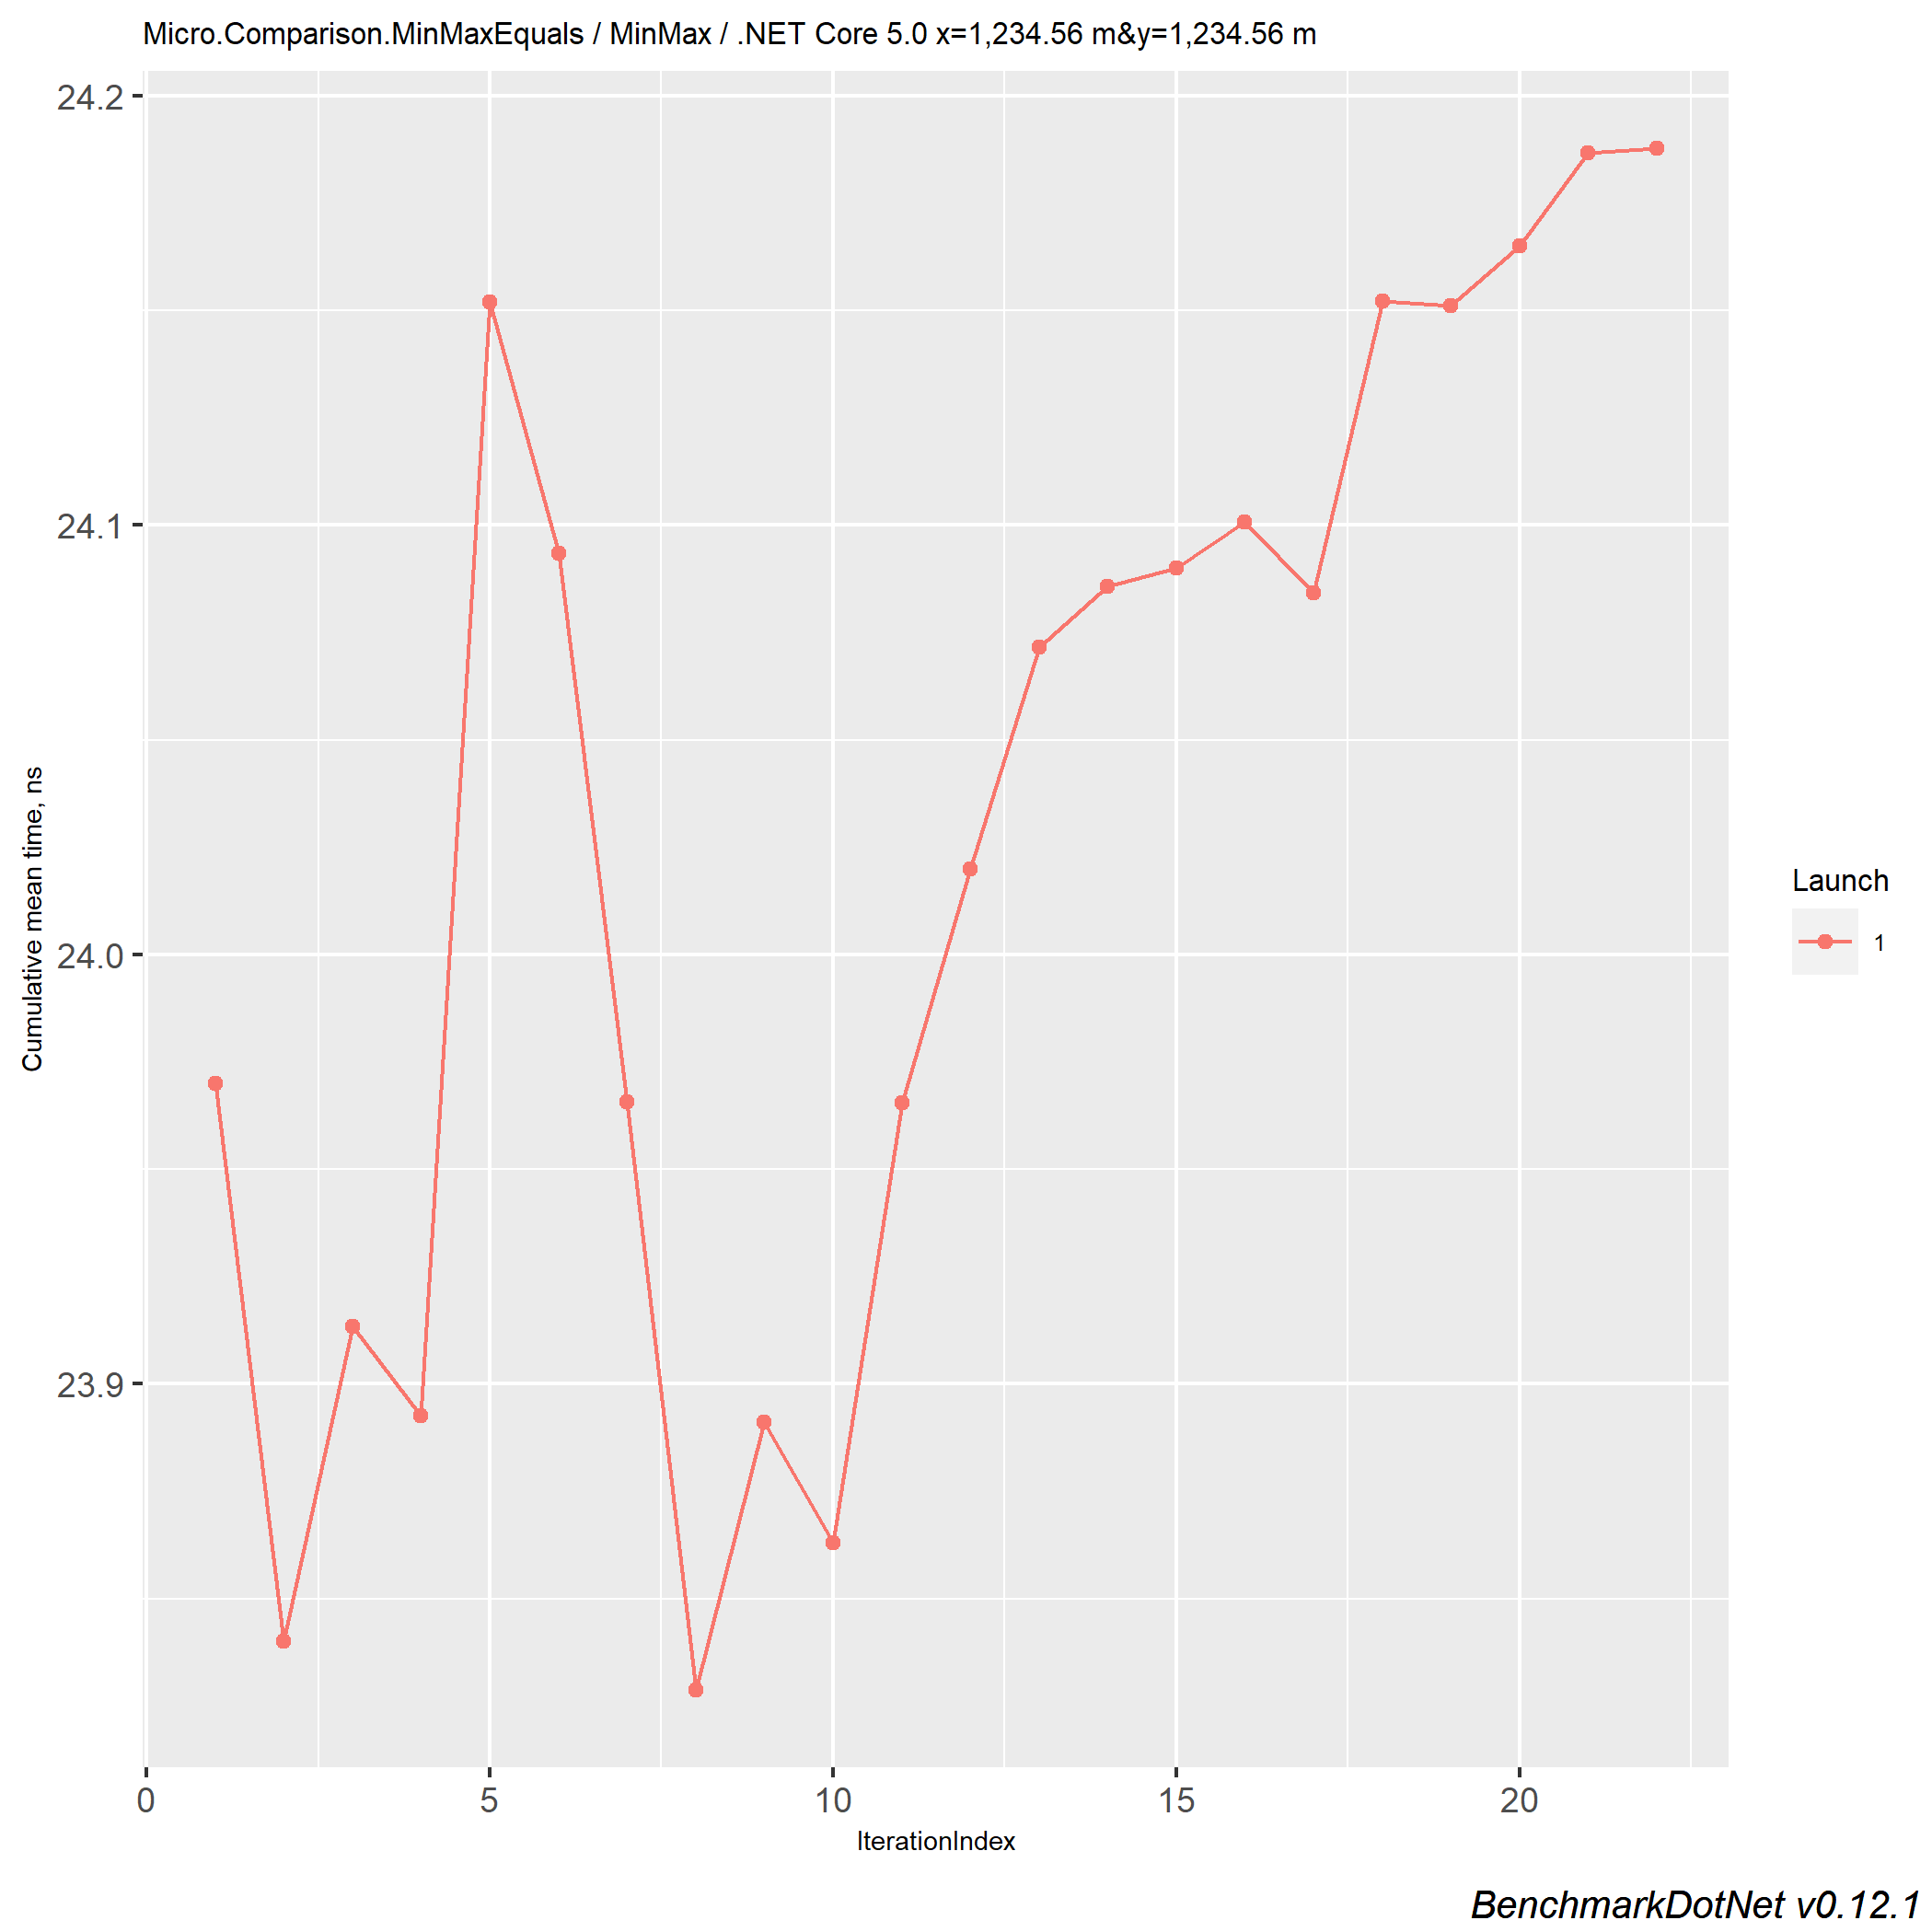 Micro.Comparison.MinMaxEquals / MinMax / .NET Core 5.0 x=1,234.56 m&y=1,234.56 m
24.2
24.1
24.0
23.9
Cumulative mean time, ns
0 5 10 15 20
IterationIndex
Launch
1
BenchmarkDotNet v0.12.1